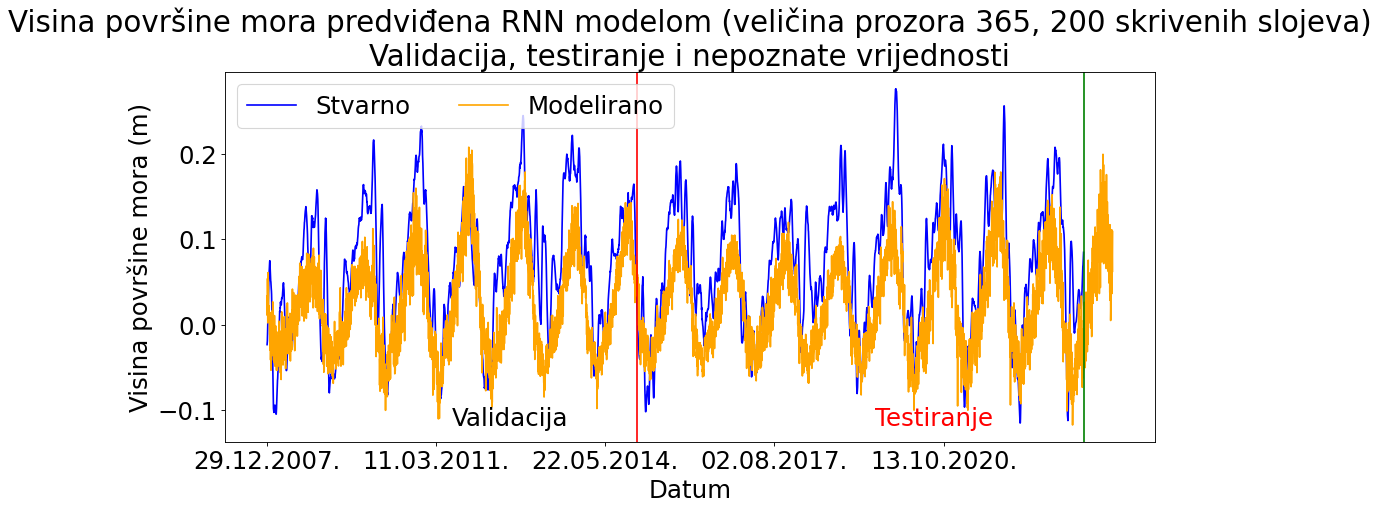 Visina površine mora predviđena RNN modelom (veličina prozora 365, 200 skrivenih slojeva)
Validacija, testiranje i nepoznate vrijednosti
Stvarno
Modelirano
Visina površine mora (m)
0.2
0.1
0.0
−0.1
Validacija
Testiranje
29.12.2007.
11.03.2011.
22.05.2014.
02.08.2017.
13.10.2020.
Datum